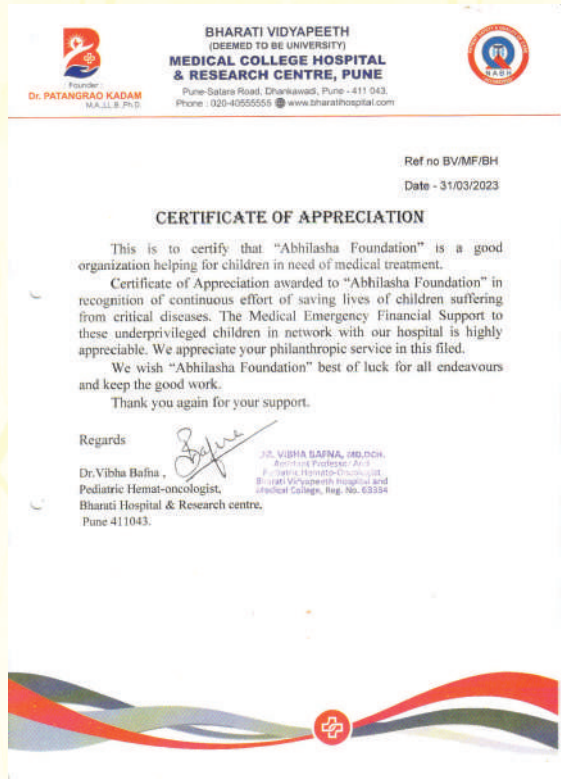 BHARATI VIDYAPEETH
(DEEMED TO BE UNIVERSITY)
MEDICAL COLLEGE HOSPITAL
& RESEARCH CENTRE, PUNE
Pune-Satara Road, Dhankawadi, Pune - 411 043.
Phone : 020-40555555 www.bharatihospital.com
Founder :
Dr. PATANGRAO KADAM
M.A.,LL.B.,Ph.D.
NABH
Ref no BV/MF/BH
Date - 31/03/2023
CERTIFICATE OF APPRECIATION
This is to certify that “Abhilasha Foundation” is a good
organization helping for children in need of medical treatment.
Certificate of Appreciation awarded to “Abhilasha Foundation” in
recognition of continuous effort of saving lives of children suffering
from critical diseases. The Medical Emergency Financial Support to
these underprivileged children in network with our hospital is highly
appreciable. We appreciate your philanthropic service in this filed.
We wish “Abhilasha Foundation” best of luck for all endeavours
and keep the good work.
Thank you again for your support.
Regards
Bafna
Dr.Vibha Bafna ,
Pediatric Hemat-oncologist,
Bharati Hospital & Research centre,
Pune 411043.
VIBHA BAFNA, MD,DCH.
Assistant Professor And
Pediatric Hemato-Oncologist
Bharati Vidyapeeth Hospital and
Medical College, Reg. No. 63354